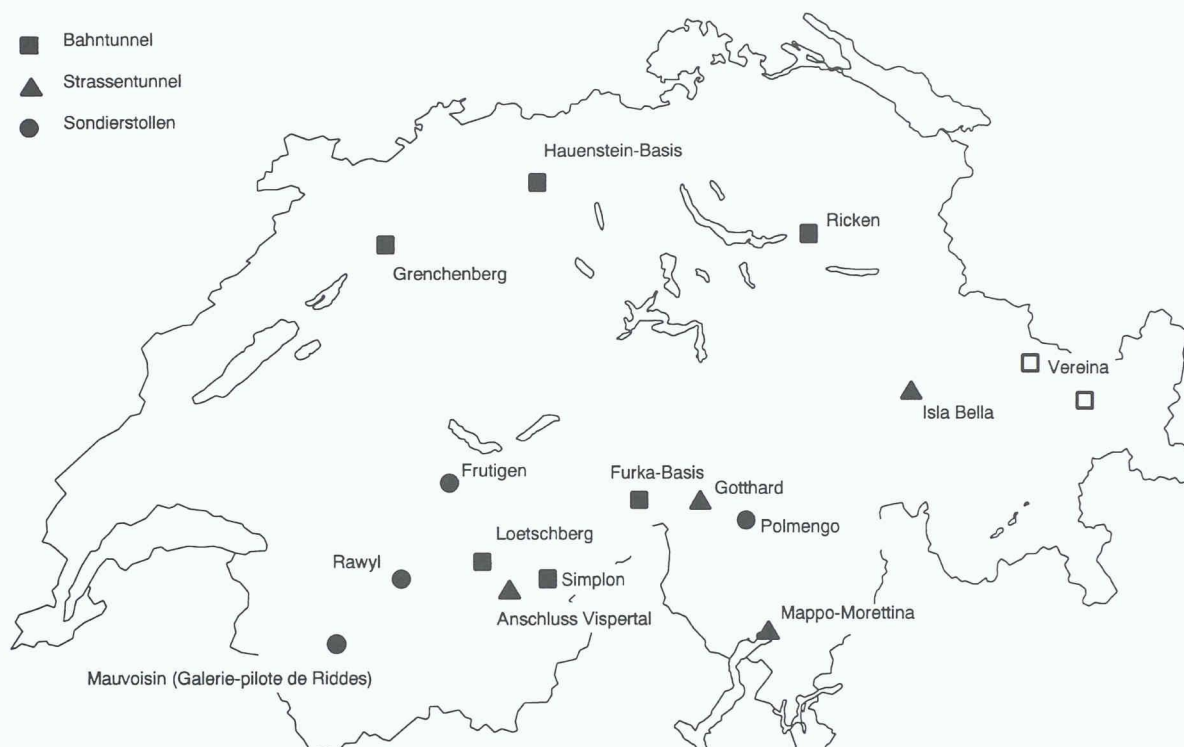 Bahntunnel
Strassentunnel
Sondierstollen
Hauenstein-Basis
Ricken
Grenchenberg
Vereina
Isla Bella
Frutigen
Furka-Basis
Gotthard
Polmengo
Loetschberg
Rawyl
Simplon
Anschluss Vispertal
Mappo-Morettina
Mauvoisin (Galerie-pilote de Riddes)